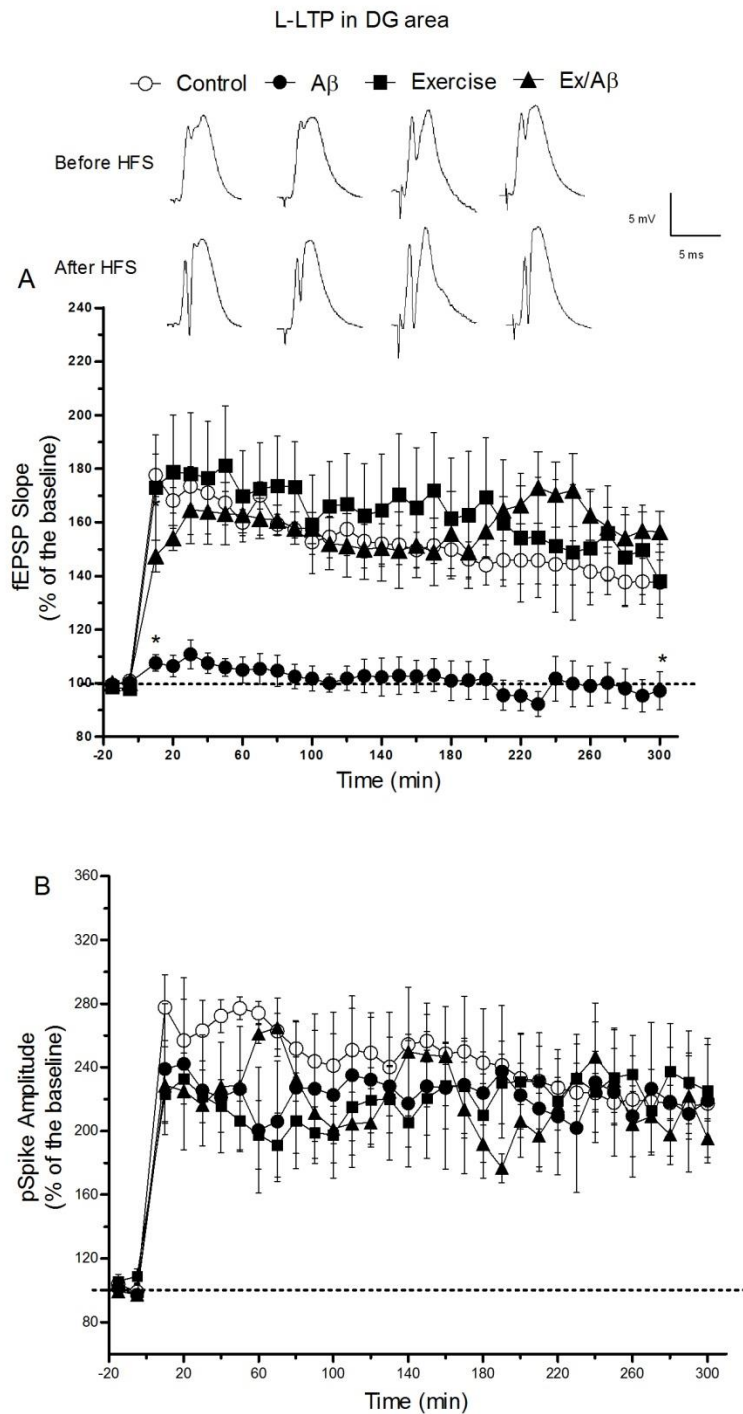 L-LTP in DG area
Control Aβ Exercise Ex/Aβ
Before HFS
5 mV
5 ms
After HFS
A
240
220
200
180
160
140
120
100
80
fEPSP Slope
(% of the baseline)
*
*
-20 20 60 100 140 180 220 260 300
Time (min)
B
360
320
280
240
200
160
120
80
pSpike Amplitude
(% of the baseline)
-20 20 60 100 140 180 220 260 300
Time (min)